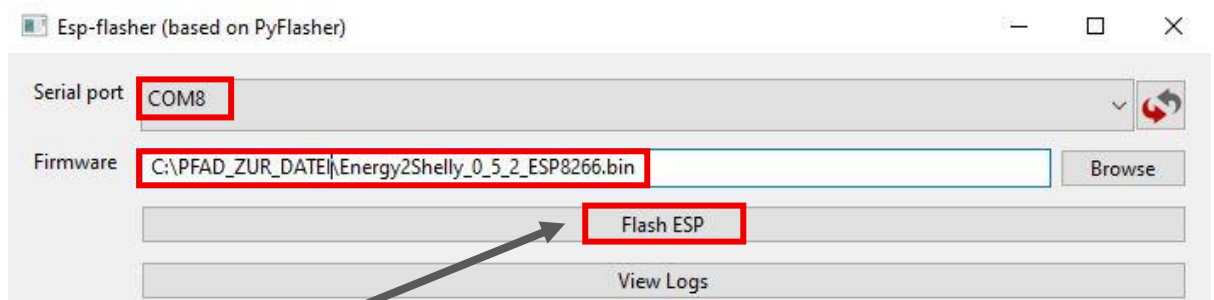 Esp-flasher (based on PyFlasher)
Serial port COM8
Firmware C:\PFAD_ZUR_DATEI\Energy2Shelly_0_5_2_ESP8266.bin Browse
Flash ESP
View Logs